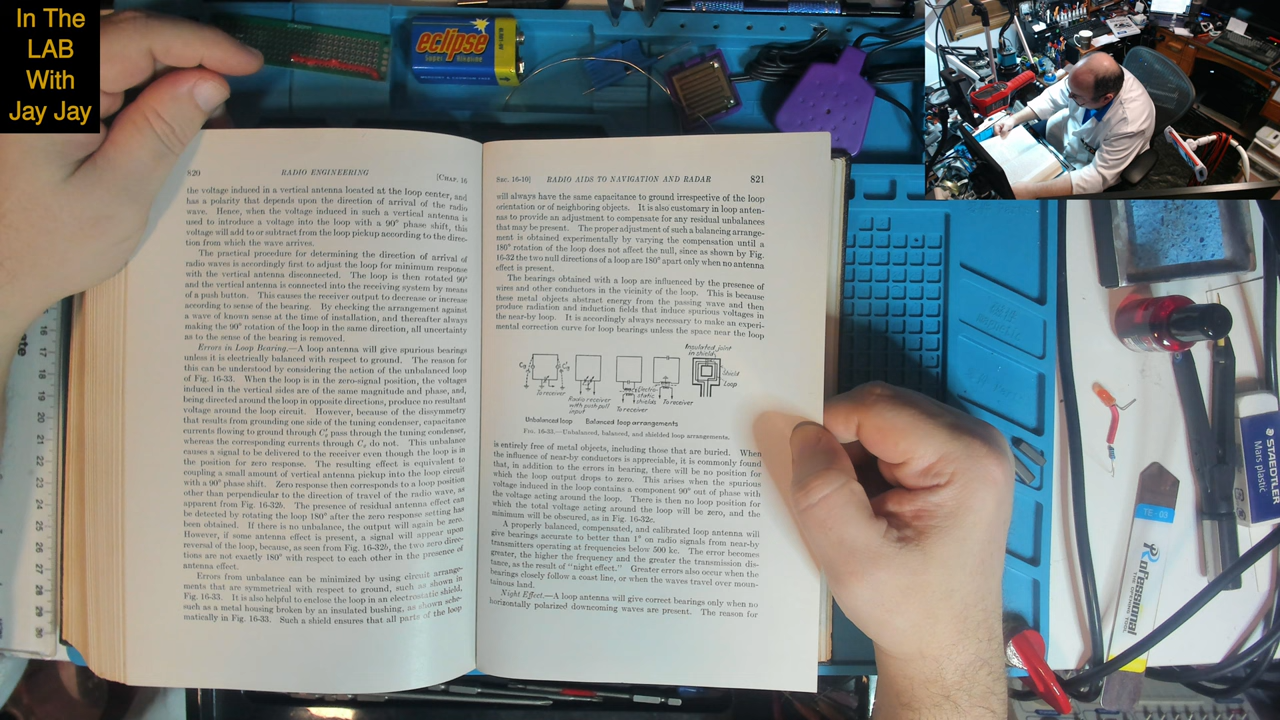 In The
LAB
With
Jay Jay
eclipse
820 RADIO ENGINEERING [CHAP. 16
the voltage induced in a vertical antenna located at the loop center, and
has a polarity that depends upon the direction of arrival of the radio
wave. Hence, when the voltage induced in such a vertical antenna is
used to introduce a voltage into the loop with a 90° phase shift, this
voltage will add to or subtract from the loop pickup according to the direc-
tion from which the wave arrives.
The practical procedure for determining the direction of arrival of
radio waves is accordingly first to adjust the loop for minimum response
with the vertical antenna disconnected. The loop is then rotated 90°
and the vertical antenna is connected into the receiving system by means
of a push button. This causes the receiver output to decrease or increase
according to sense of the bearing. By checking the arrangement against
a wave of known sense at the time of installation, and thereafter always
making the 90° rotation of the loop in the same direction, all uncertainty
as to the sense of the bearing is removed.
Errors in Loop Bearing.—A loop antenna will give spurious bearings
unless it is electrically balanced with respect to ground. The reason for
this can be understood by considering the action of the unbalanced loop
of Fig. 16-33. When the loop is in the zero-signal position, the voltages
induced in the vertical sides are of the same magnitude and phase, and,
being directed around the loop in opposite directions, produce no resultant
voltage around the loop circuit. However, because of the dissymmetry
that results from grounding one side of the tuning condenser, capacitance
currents flowing to ground through pass through the tuning condenser,
whereas the corresponding currents through do not. This unbalance
causes a signal to be delivered to the receiver even though the loop is in
the position for zero response. The resulting effect is equivalent to
coupling a small amount of vertical antenna pickup into the loop circuit
with a 90° phase shift. Zero response then corresponds to a loop position
other than perpendicular to the direction of travel of the radio wave, as
apparent from Fig. 16-32b. The presence of residual antenna effect can
be detected by rotating the loop 180° after the zero response setting has
been obtained. If there is no unbalance, the output will again be zero.
However, if some antenna effect is present, a signal will appear upon
reversal of the loop, because, as seen from Fig. 16-32b, the two zero direc-
tions are not exactly 180° with respect to each other in the presence of
antenna effect.
Errors from unbalance can be minimized by using circuit arrange-
ments that are symmetrical with respect to ground, such as shown in
Fig. 16-33. It is also helpful to enclose the loop in an electrostatic shield,
such as a metal housing broken by an insulated bushing, as shown sche-
matically in Fig. 16-33. Such a shield ensures that all parts of the loop
SEC. 16-10] RADIO AIDS TO NAVIGATION AND RADAR 821
will always have the same capacitance to ground irrespective of the loop
orientation or of neighboring objects. It is also customary in loop anten-
nas to provide an adjustment to compensate for any residual unbalances
that may be present. The proper adjustment of such a balancing arrange-
ment is obtained experimentally by varying the compensation until a
180° rotation of the loop does not affect the null, since as shown by Fig.
16-32 the two null directions of a loop are 180° apart only when no antenna
effect is present.
The bearings obtained with a loop are influenced by the presence of
wires and other conductors in the vicinity of the loop. This is because
these metal objects abstract energy from the passing wave and then
produce radiation and induction fields that induce spurious voltages in
the near-by loop. It is accordingly always necessary to make an experi-
mental correction curve for loop bearings unless the space near the loop
Insulated joint
in shield
Shield
Loop
To receiver
Radio receiver
with push pull
input
To receiver
Electro-
static
shields
To receiver
Unbalanced loop Balanced loop arrangements
FIG. 16-33.—Unbalanced, balanced, and shielded loop arrangements.
is entirely free of metal objects, including those that are buried. When
the influence of near-by conductors is appreciable, it is commonly found
that, in addition to the errors in bearing, there will be no position for
which the loop output drops to zero. This arises when the spurious
voltage induced in the loop contains a component 90° out of phase with
the voltage acting around the loop. There is then no loop position for
which the total voltage acting around the loop will be zero, and the
minimum will be obscured, as in Fig. 16-32c.
A properly balanced, compensated, and calibrated loop antenna will
give bearings accurate to better than 1° on radio signals from near-by
transmitters operating at frequencies below 500 kc. The error becomes
greater, the higher the frequency and the greater the transmission dis-
tance, as the result of "night effect." Greater errors also occur when the
bearings closely follow a coast line, or when the waves travel over moun-
tainous land.
Night Effect.—A loop antenna will give correct bearings only when no
horizontally polarized downcoming waves are present. The reason for
16
17
18
19
20
21
22
23
24
25
26
27
28
29
30
STAEDTLER
Mars plastic
TE-03
ROFESSIONAL